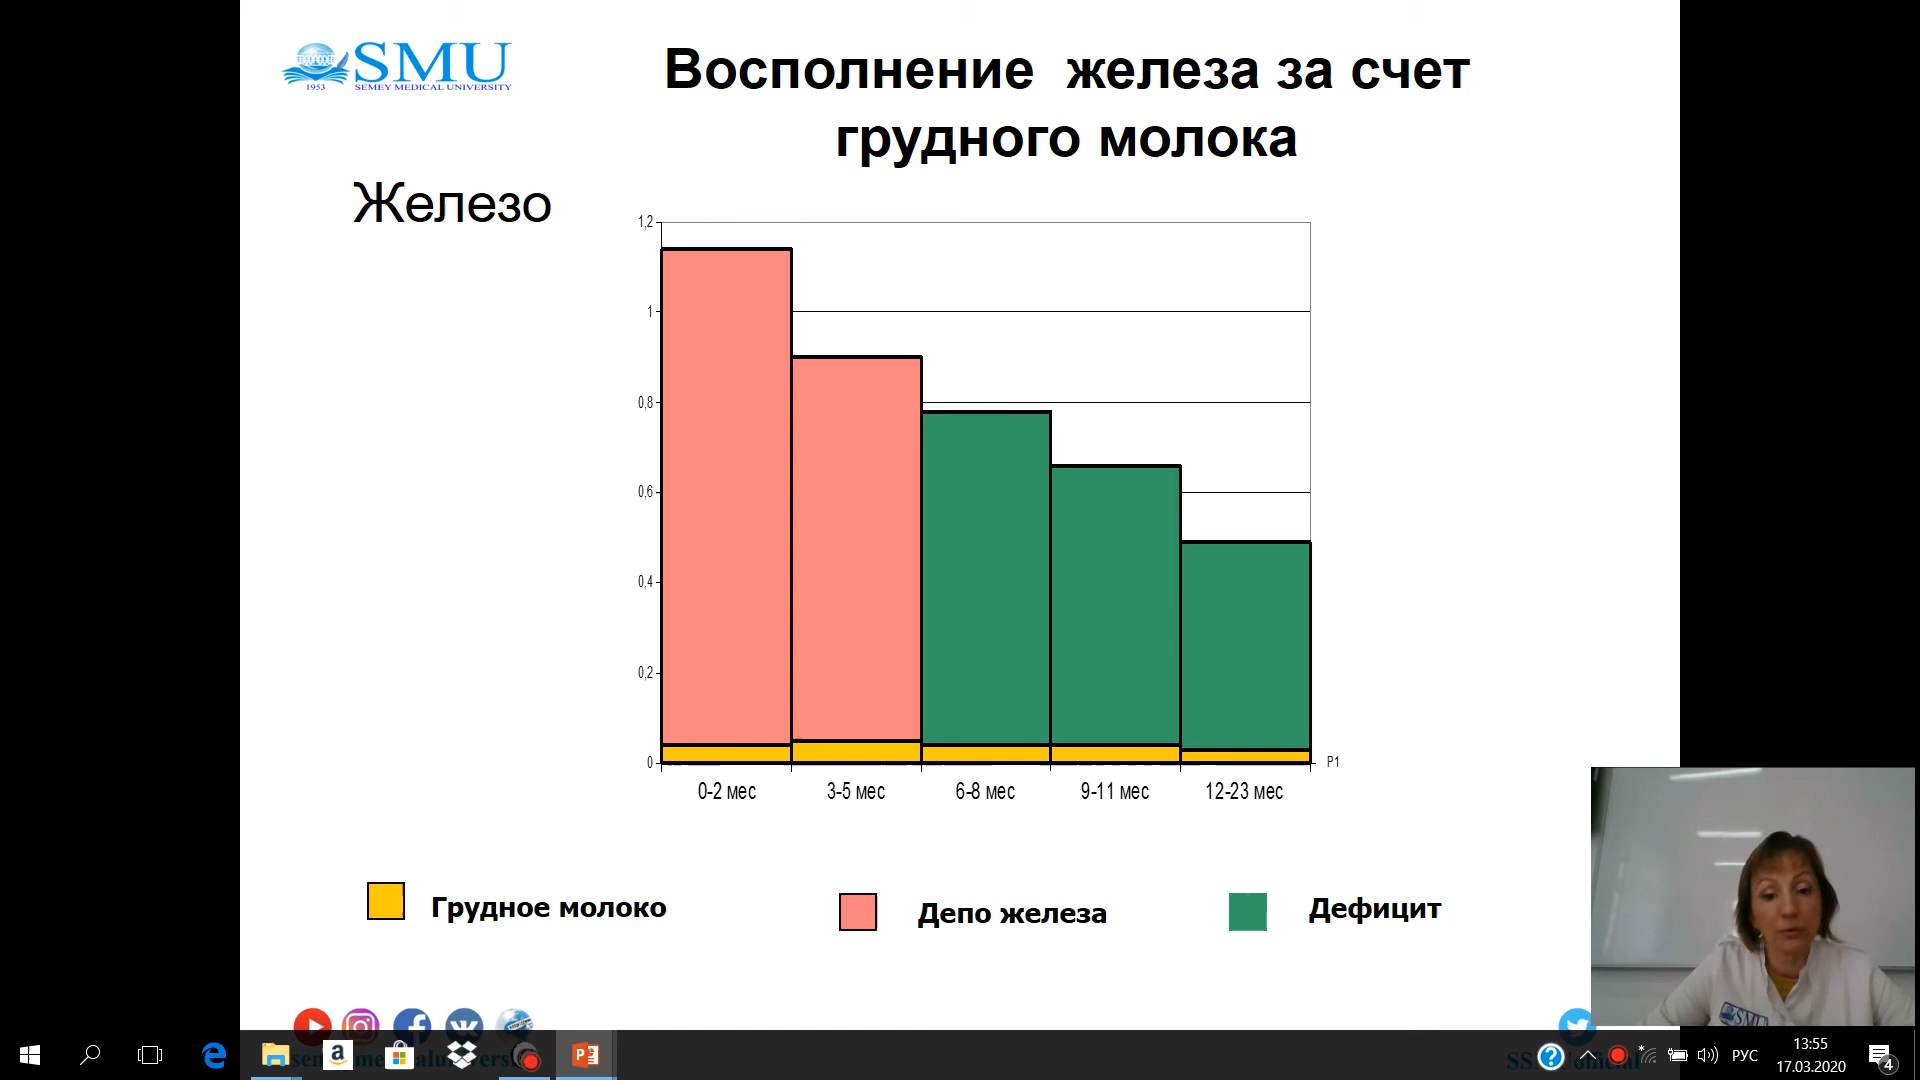 SMU
1953 SEMEY MEDICAL UNIVERSITY
Восполнение железа за счет
грудного молока
Железо
1,2
1
0,8
0,6
0,4
0,2
0
P1
0-2 мес 3-5 мес 6-8 мес 9-11 мес 12-23 мес
Грудное молоко
Депо железа
Дефицит
SMU
РУС
13:55
17.03.2020
4